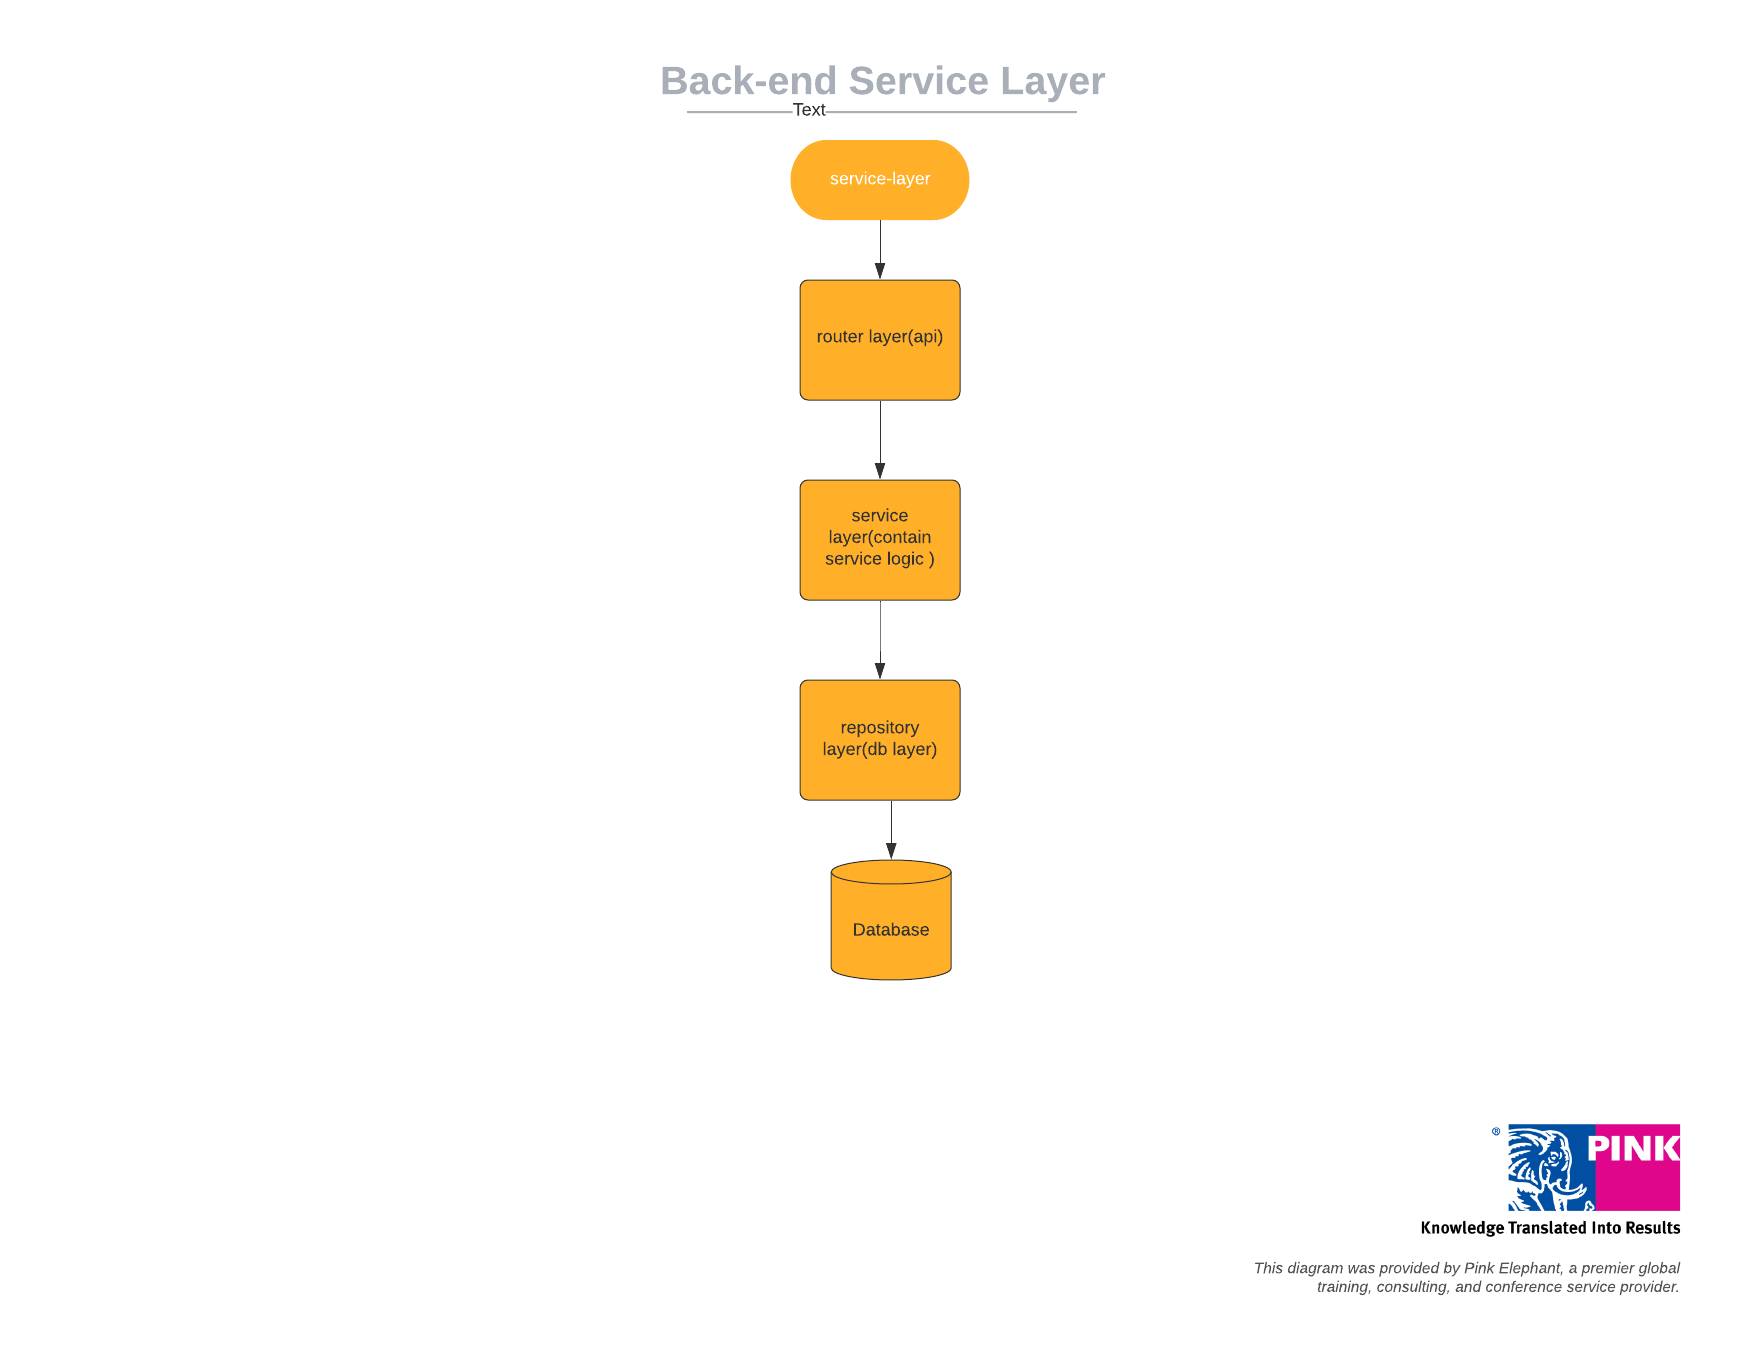 Back-end Service Layer
Text
service-layer
router layer(api)
service
layer(contain
service logic )
repository
layer(db layer)
Database
®
PINK
Knowledge Translated Into Results
This diagram was provided by Pink Elephant, a premier global
training, consulting, and conference service provider.